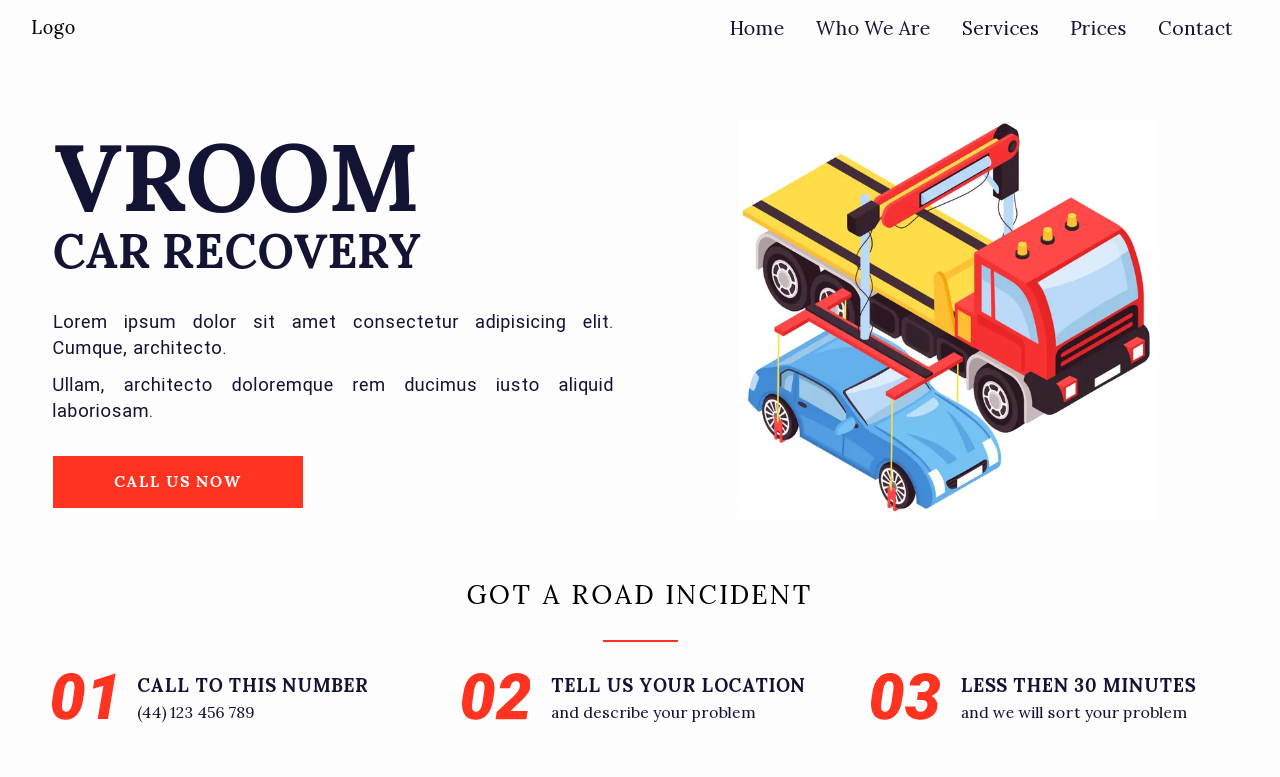 Logo
Home Who We Are Services Prices Contact
VROOM
CAR RECOVERY
Lorem ipsum dolor sit amet consectetur adipisicing elit.
Cumque, architecto.
Ullam, architecto doloremque rem ducimus iusto aliquid
laboriosam.
CALL US NOW
GOT A ROAD INCIDENT
01 CALL TO THIS NUMBER
(44) 123 456 789
02 TELL US YOUR LOCATION
and describe your problem
03 LESS THEN 30 MINUTES
and we will sort your problem